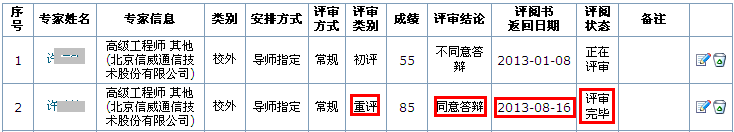 序号 专家姓名 专家信息 类别 安排方式 评审方式 评审类别 成绩 评审结论 评阅书返回日期 评阅状态 备注
1 许 高级工程师 其他(北京信威通信技术股份有限公司) 校外 导师指定 常规 初评 55 不同意答辩 2013-01-08 正在评审
2 许 高级工程师 其他(北京信威通信技术股份有限公司) 校外 导师指定 常规 重评 85 同意答辩 2013-08-16 评审完毕